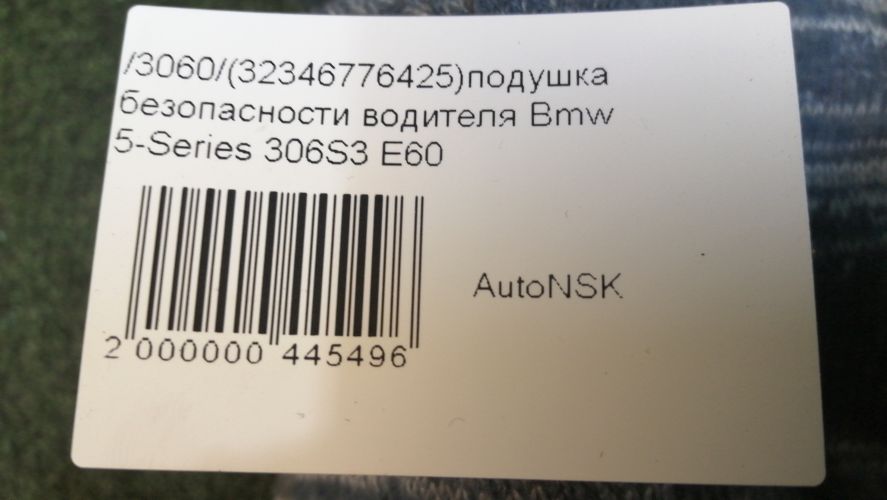 /3060/(32346776425)подушка
безопасности водителя Bmw
5-Series 306S3 E60
AutoNSK
2 000000 445496